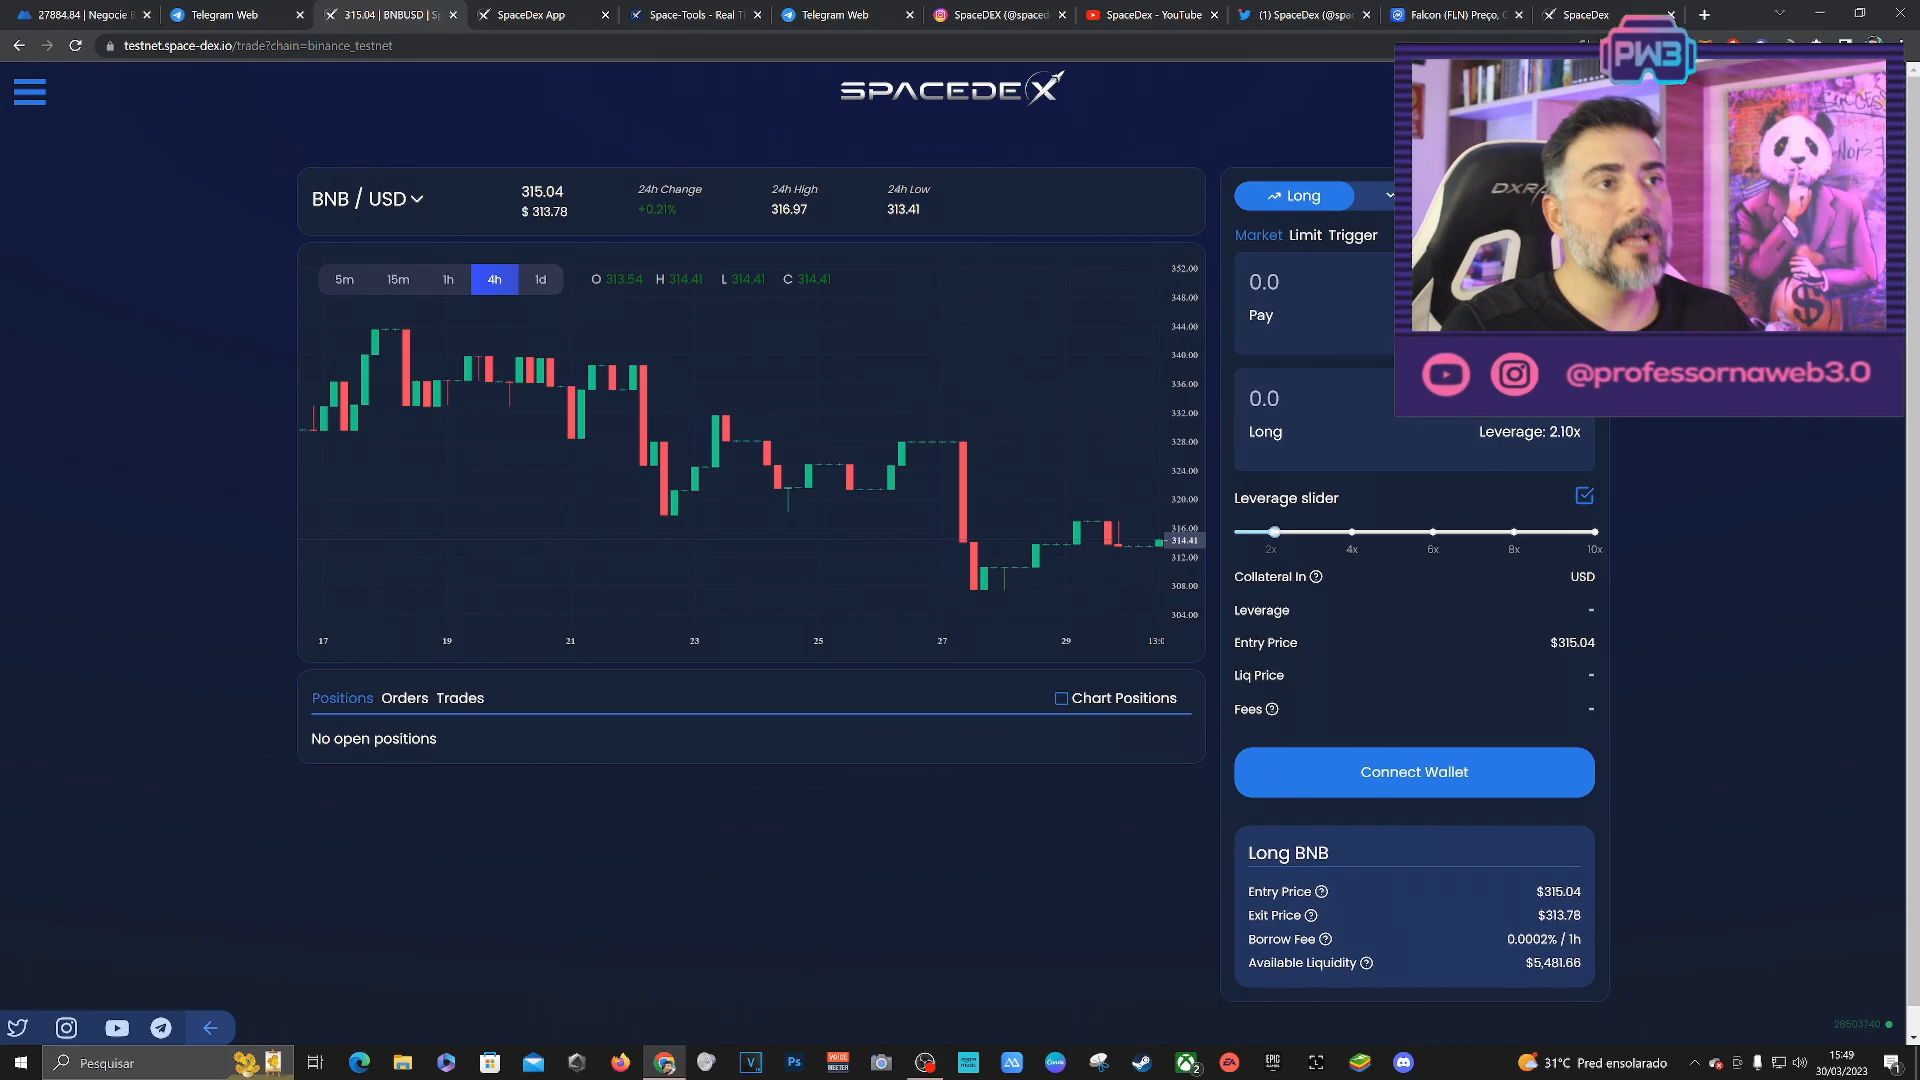 27884.84 | Negocie B
Telegram Web
315.04 | BNBUSD | Sp
SpaceDex App
Space-Tools - Real Ti
Telegram Web
SpaceDEX (@spaced
SpaceDex - YouTube
(1) SpaceDex (@spac
Falcon (FLN) Preço, G
SpaceDex
testnet.space-dex.io/trade?chain=binance_testnet
SPACEDEX
PW3
DXRA
$
@professornaweb3.0
BNB / USD
315.04
$ 313.78
24h Change
+0.21%
24h High
316.97
24h Low
313.41
5m 15m 1h 4h 1d
O 313.54 H 314.41 L 314.41 C 314.41
352.00
348.00
344.00
340.00
336.00
332.00
328.00
324.00
320.00
316.00
314.41
312.00
308.00
304.00
17 19 21 23 25 27 29 13:0
Positions Orders Trades
Chart Positions
No open positions
Long
Market Limit Trigger
0.0
Pay
0.0
Long
Leverage: 2.10x
Leverage slider
2x 4x 6x 8x 10x
Collateral In USD
Leverage -
Entry Price $315.04
Liq Price -
Fees -
Connect Wallet
Long BNB
Entry Price $315.04
Exit Price $313.78
Borrow Fee 0.0002% / 1h
Available Liquidity $5,481.66
28503740
Pesquisar
31°C Pred ensolarado
15:49
30/03/2023